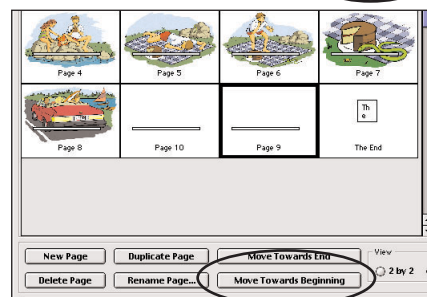 Page 4 Page 5 Page 6 Page 7
Th
e
Page 8 Page 10 Page 9 The End
New Page Duplicate Page Move Towards End View
2 by 2
Delete Page Rename Page... Move Towards Beginning